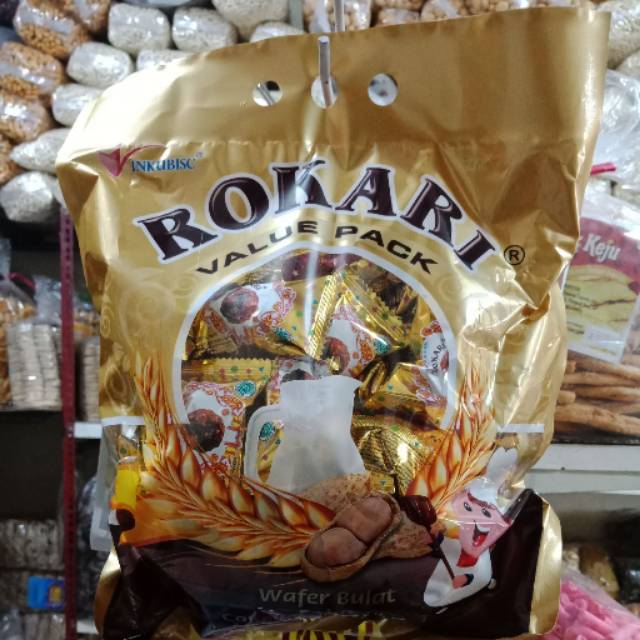 INKUBISC
ROKARI®
VALUE PACK
Keju
Wafer Bulat